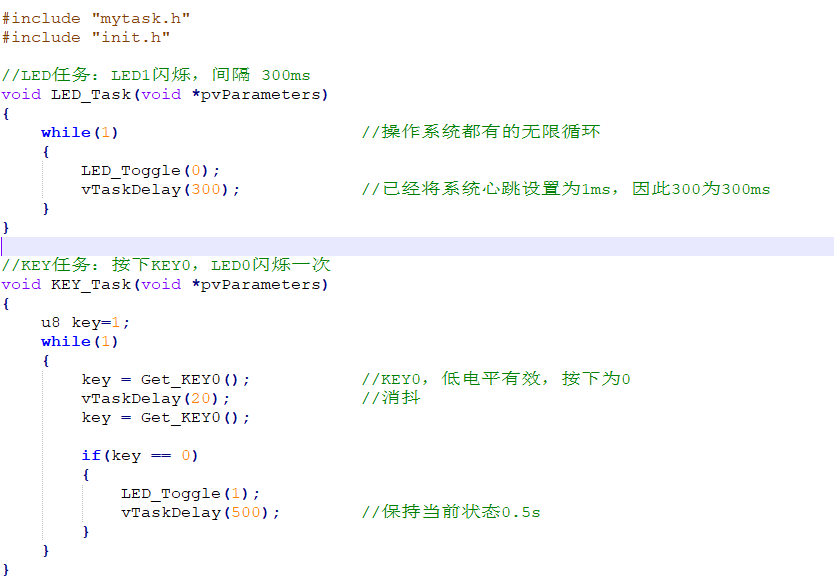 #include "mytask.h"
#include "init.h"
//LED任务：LED1闪烁，间隔 300ms
void LED_Task(void *pvParameters)
{
    while(1)                        //操作系统都有的无限循环
    {
        LED_Toggle(0);
        vTaskDelay(300);            //已经将系统心跳设置为1ms，因此300为300ms
    }
}
//KEY任务：按下KEY0，LED0闪烁一次
void KEY_Task(void *pvParameters)
{
    u8 key=1;
    while(1)
    {
        key = Get_KEY0();           //KEY0，低电平有效，按下为0
        vTaskDelay(20);             //消抖
        key = Get_KEY0();
        if(key == 0)
        {
            LED_Toggle(1);
            vTaskDelay(500);        //保持当前状态0.5s
        }
    }
}